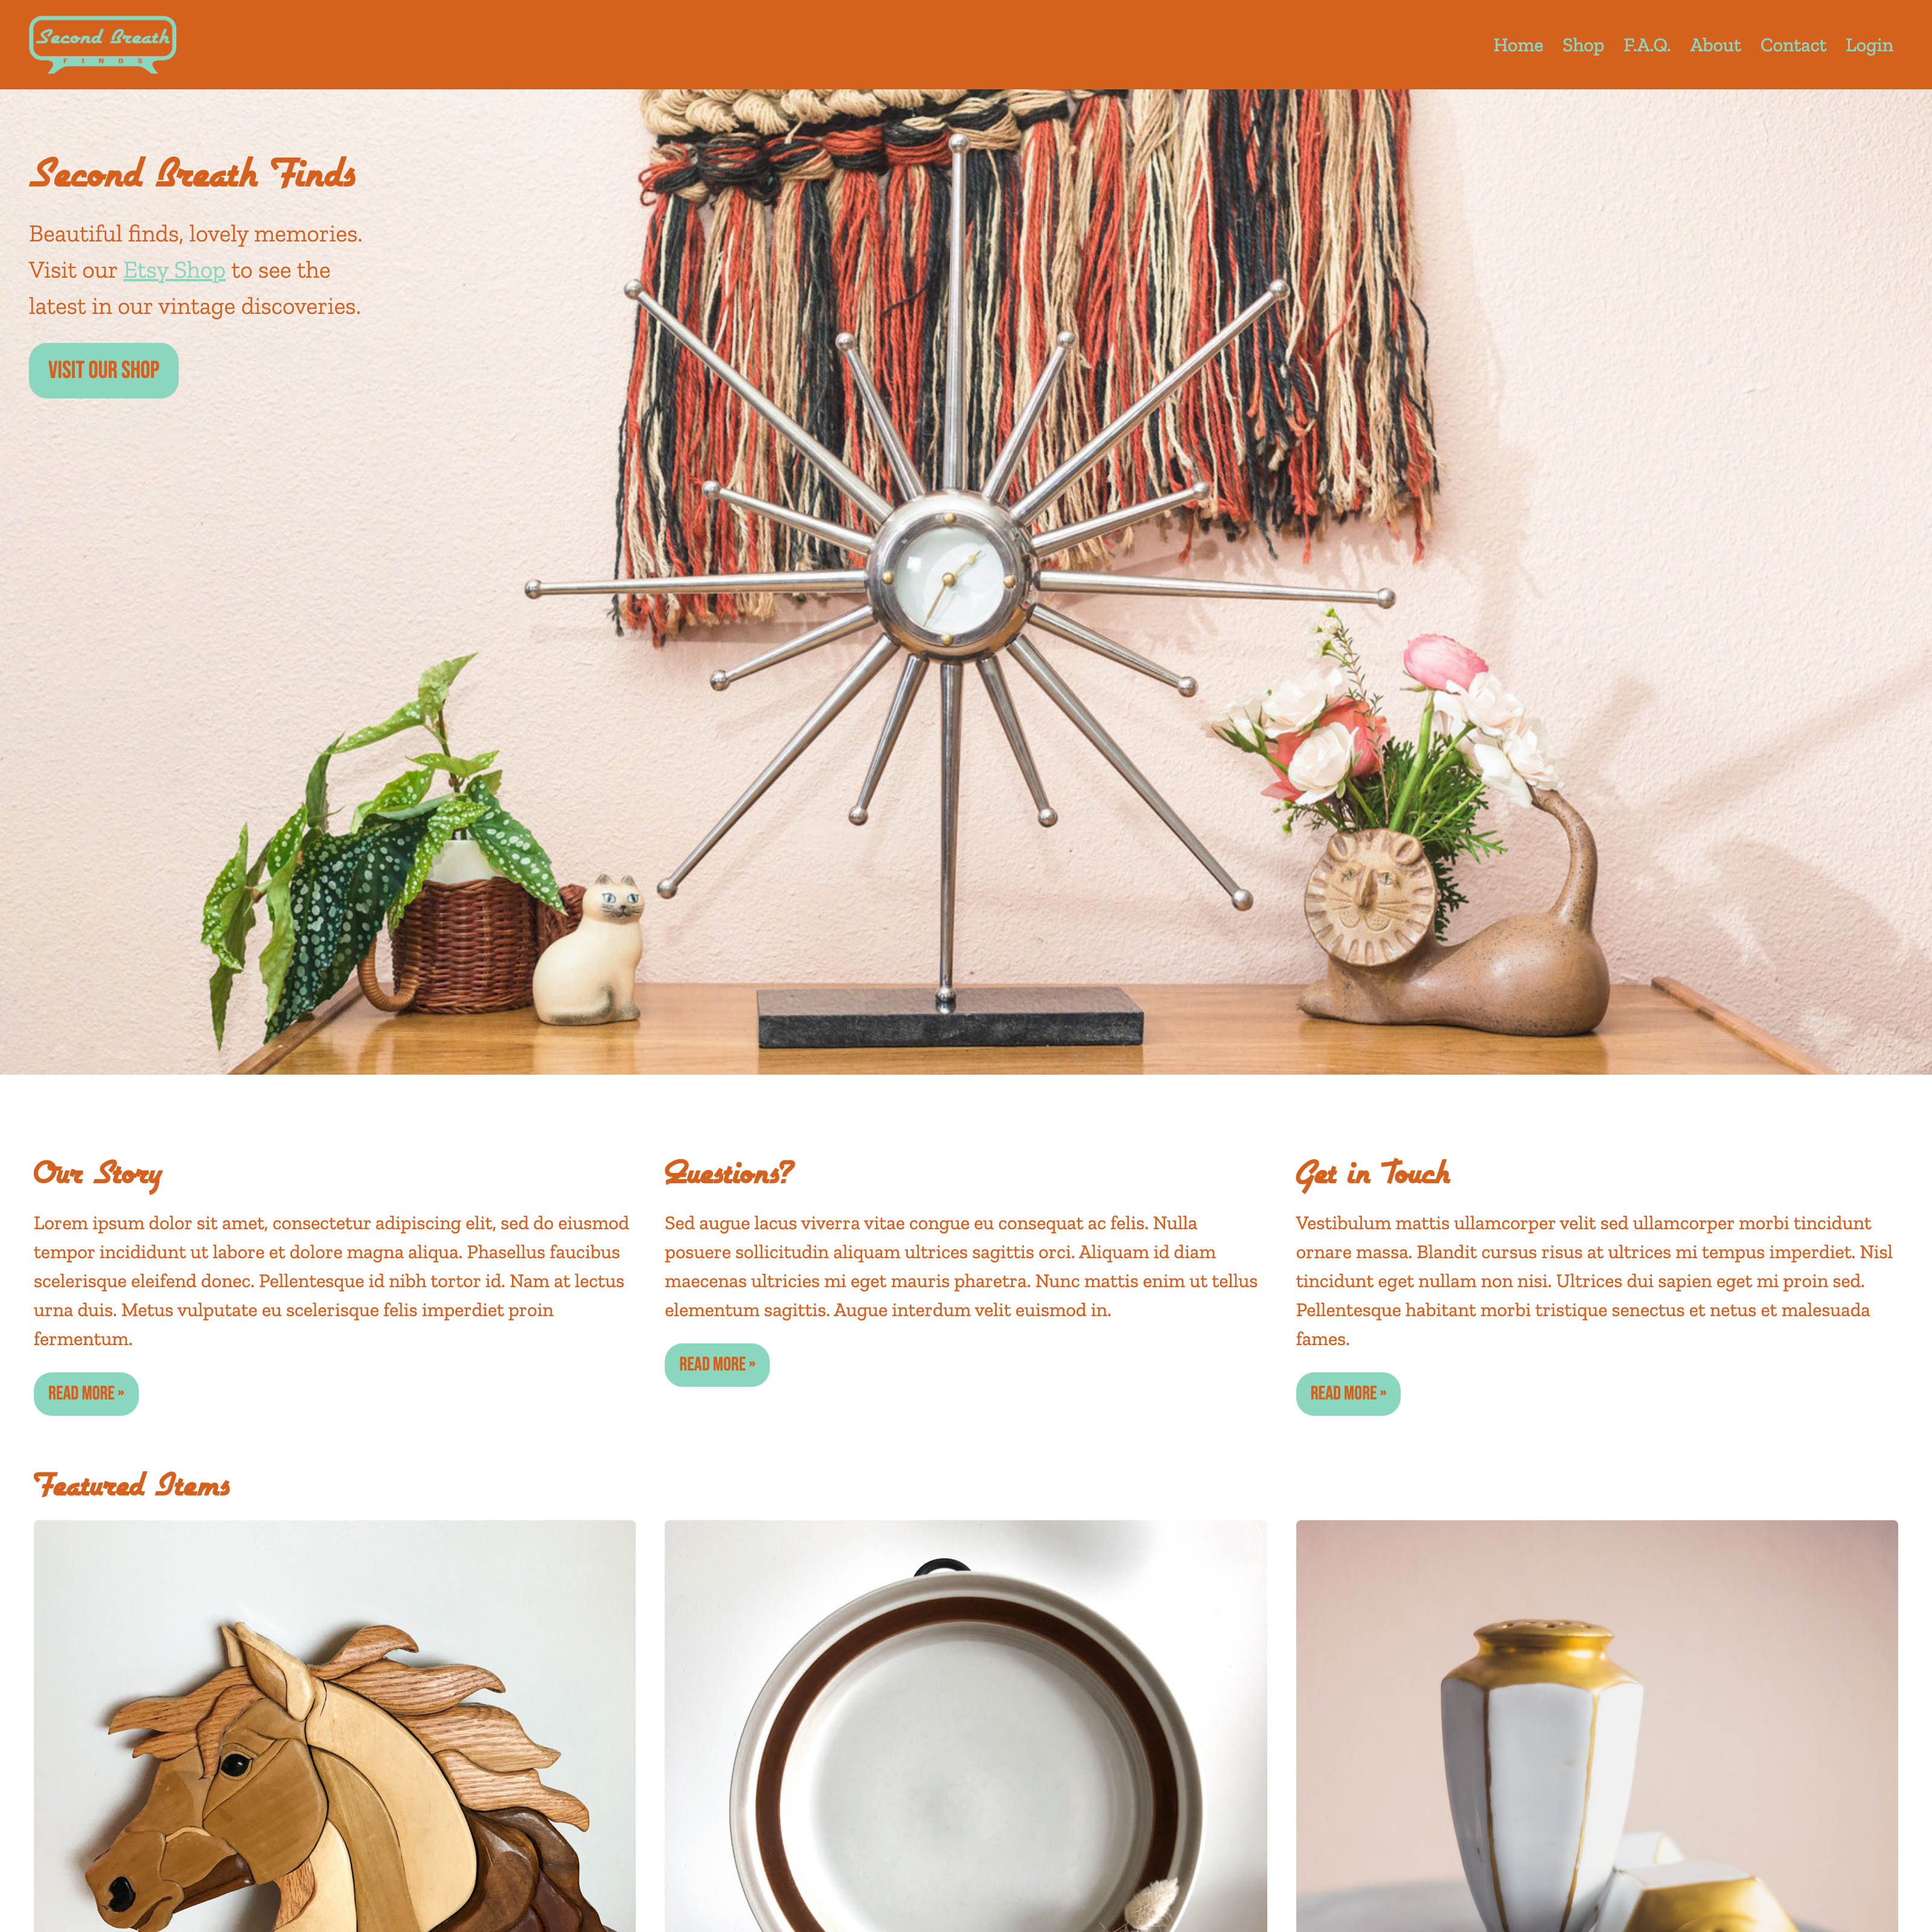 Second Breath
FINDS
Home Shop F.A.Q. About Contact Login
Second Breath Finds
Beautiful finds, lovely memories.
Visit our Etsy Shop to see the
latest in our vintage discoveries.
VISIT OUR SHOP
Our Story
Lorem ipsum dolor sit amet, consectetur adipiscing elit, sed do eiusmod
tempor incididunt ut labore et dolore magna aliqua. Phasellus faucibus
scelerisque eleifend donec. Pellentesque id nibh tortor id. Nam at lectus
urna duis. Metus vulputate eu scelerisque felis imperdiet proin
fermentum.
READ MORE »
Questions?
Sed augue lacus viverra vitae congue eu consequat ac felis. Nulla
posuere sollicitudin aliquam ultrices sagittis orci. Aliquam id diam
maecenas ultricies mi eget mauris pharetra. Nunc mattis enim ut tellus
elementum sagittis. Augue interdum velit euismod in.
READ MORE »
Get in Touch
Vestibulum mattis ullamcorper velit sed ullamcorper morbi tincidunt
ornare massa. Blandit cursus risus at ultrices mi tempus imperdiet. Nisl
tincidunt eget nullam non nisi. Ultrices dui sapien eget mi proin sed.
Pellentesque habitant morbi tristique senectus et netus et malesuada
fames.
READ MORE »
Featured Items